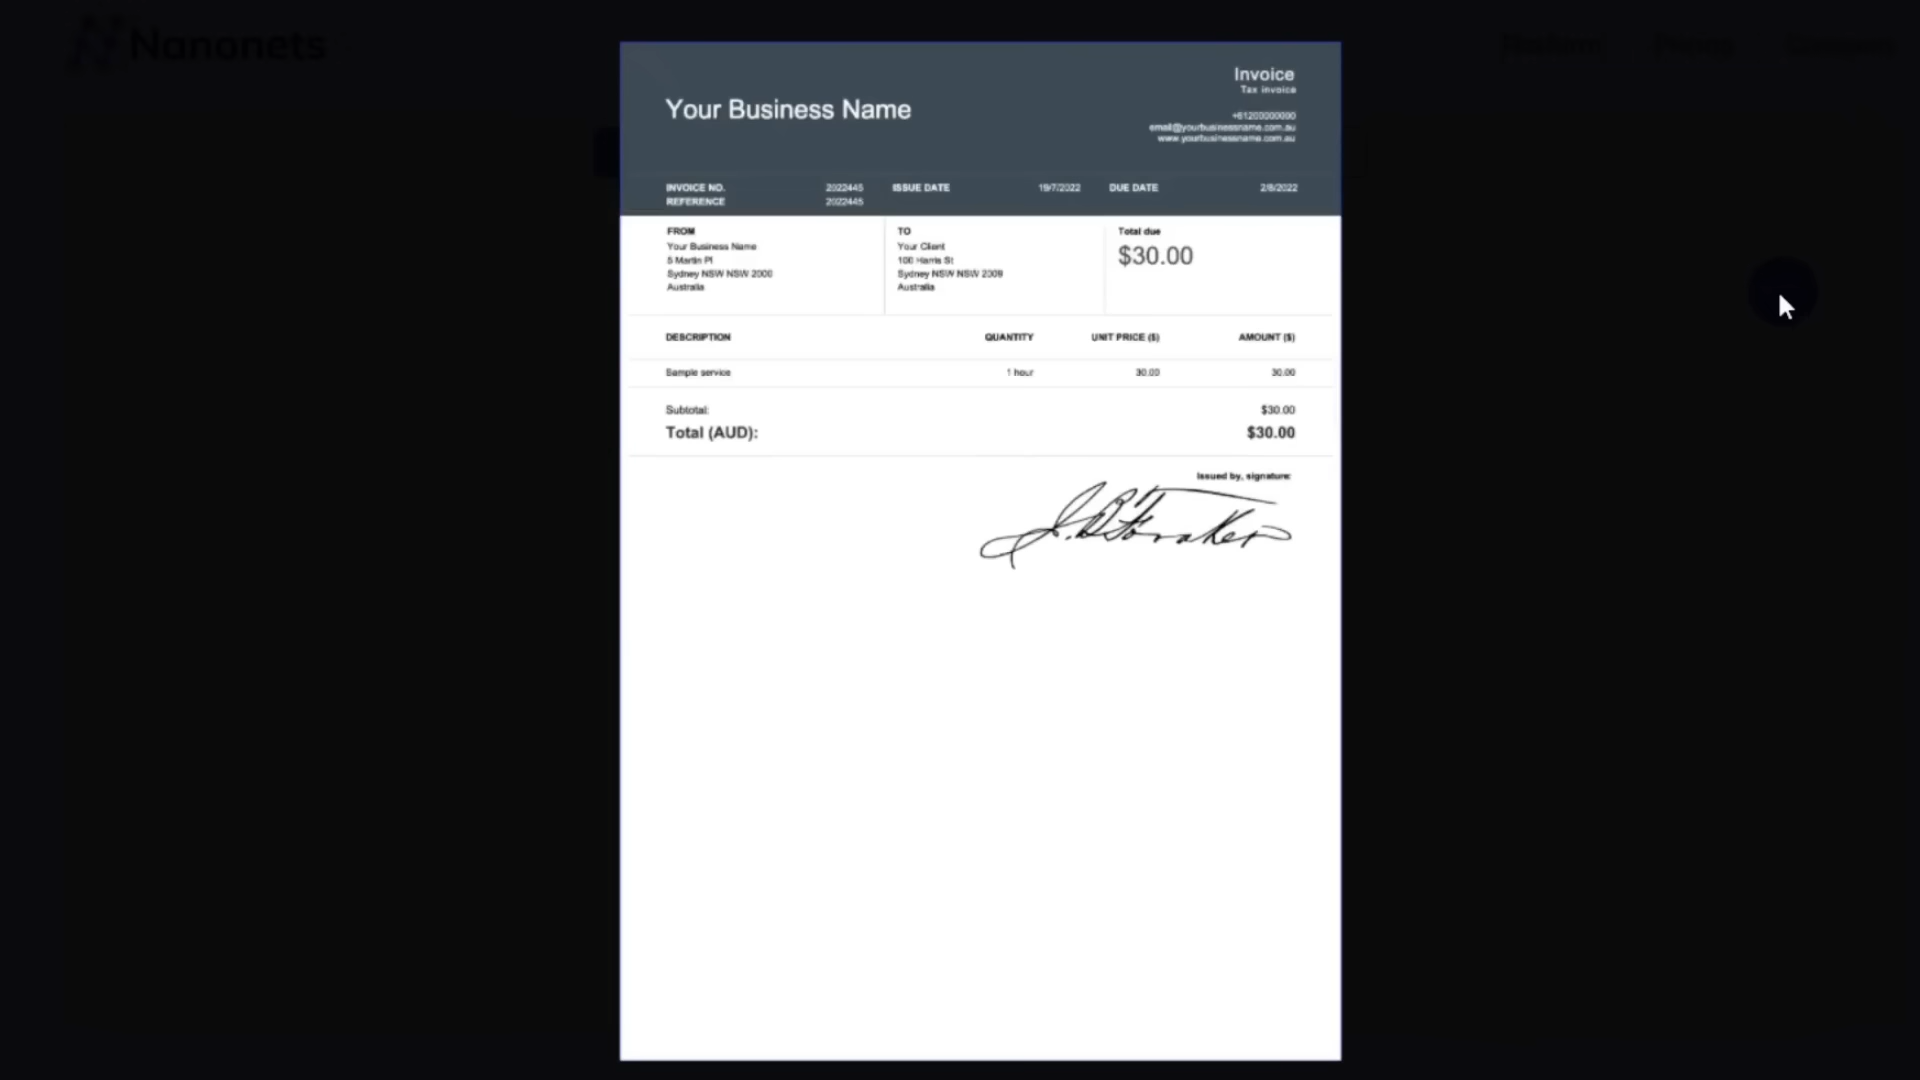 Nanonets
Invoice
Tax invoice
Your Business Name
+61200000000
email@yourbusinessname.com.au
www.yourbusinessname.com.au
INVOICE NO. 2022445 ISSUE DATE 19/7/2022 DUE DATE 2/8/2022
REFERENCE 2022445
FROM
Your Business Name
5 Martin Pl
Sydney NSW NSW 2000
Australia
TO
Your Client
100 Harris St
Sydney NSW NSW 2009
Australia
Total due
$30.00
DESCRIPTION QUANTITY UNIT PRICE ($) AMOUNT ($)
Sample service 1 hour 30.00 30.00
Subtotal: $30.00
Total (AUD): $30.00
Issued by, signature: